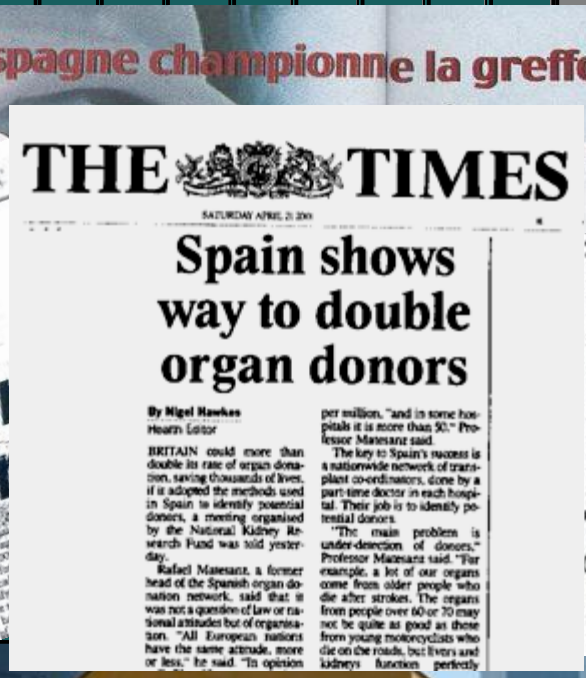 spagne championne la greffe
THE TIMES
SATURDAY APRIL 21 2001
Spain shows
way to double
organ donors
By Nigel Hawkes
Health Editor
BRITAIN could more than
double its rate of organ dona-
tion, saving thousands of lives,
if it adopted the methods used
in Spain to identify potential
donors, a meeting organised
by the National Kidney Re-
search Fund was told yester-
day.
Rafael Matesanz, a former
head of the Spanish organ do-
nation network, said that it
was not a question of law or na-
tional attitudes but of organisa-
tion. "All European nations
have the same attitude, more
or less," he said. "In opinion
per million, "and in some hos-
pitals it is more than 50." Pro-
fessor Matesanz said.
The key to Spain's success is
a nationwide network of trans-
plant co-ordinators, done by a
part-time doctor in each hospi-
tal. Their job is to identify po-
tential donors.
"The main problem is
under-detection of donors,"
Professor Matesanz said. "For
example, a lot of our organs
come from older people who
die after strokes. The organs
from people over 60 or 70 may
not be quite as good as those
from young motorcyclists who
die on the roads, but livers and
kidneys function perfectly